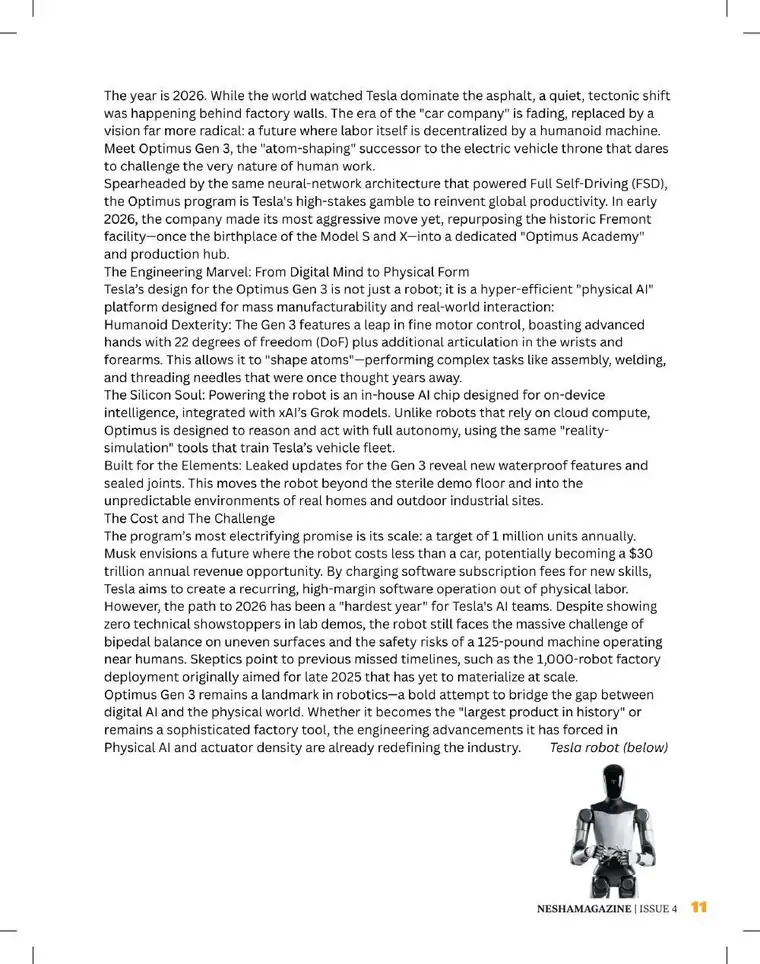 The year is 2026. While the world watched Tesla dominate the asphalt, a quiet, tectonic shift
was happening behind factory walls. The era of the "car company" is fading, replaced by a
vision far more radical: a future where labor itself is decentralized by a humanoid machine.
Meet Optimus Gen 3, the "atom-shaping" successor to the electric vehicle throne that dares
to challenge the very nature of human work.
Spearheaded by the same neural-network architecture that powered Full Self-Driving (FSD),
the Optimus program is Tesla's high-stakes gamble to reinvent global productivity. In early
2026, the company made its most aggressive move yet, repurposing the historic Fremont
facility—once the birthplace of the Model S and X—into a dedicated "Optimus Academy"
and production hub.
The Engineering Marvel: From Digital Mind to Physical Form
Tesla's design for the Optimus Gen 3 is not just a robot; it is a hyper-efficient "physical AI"
platform designed for mass manufacturability and real-world interaction:
Humanoid Dexterity: The Gen 3 features a leap in fine motor control, boasting advanced
hands with 22 degrees of freedom (DoF) plus additional articulation in the wrists and
forearms. This allows it to "shape atoms"—performing complex tasks like assembly, welding,
and threading needles that were once thought years away.
The Silicon Soul: Powering the robot is an in-house AI chip designed for on-device
intelligence, integrated with xAI's Grok models. Unlike robots that rely on cloud compute,
Optimus is designed to reason and act with full autonomy, using the same "reality-
simulation" tools that train Tesla's vehicle fleet.
Built for the Elements: Leaked updates for the Gen 3 reveal new waterproof features and
sealed joints. This moves the robot beyond the sterile demo floor and into the
unpredictable environments of real homes and outdoor industrial sites.
The Cost and The Challenge
The program's most electrifying promise is its scale: a target of 1 million units annually.
Musk envisions a future where the robot costs less than a car, potentially becoming a $30
trillion annual revenue opportunity. By charging software subscription fees for new skills,
Tesla aims to create a recurring, high-margin software operation out of physical labor.
However, the path to 2026 has been a "hardest year" for Tesla's AI teams. Despite showing
zero technical showstoppers in lab demos, the robot still faces the massive challenge of
bipedal balance on uneven surfaces and the safety risks of a 125-pound machine operating
near humans. Skeptics point to previous missed timelines, such as the 1,000-robot factory
deployment originally aimed for late 2025 that has yet to materialize at scale.
Optimus Gen 3 remains a landmark in robotics—a bold attempt to bridge the gap between
digital AI and the physical world. Whether it becomes the "largest product in history" or
remains a sophisticated factory tool, the engineering advancements it has forced in
Physical AI and actuator density are already redefining the industry. Tesla robot (below)
NESHAMAGAZINE | ISSUE 4 11